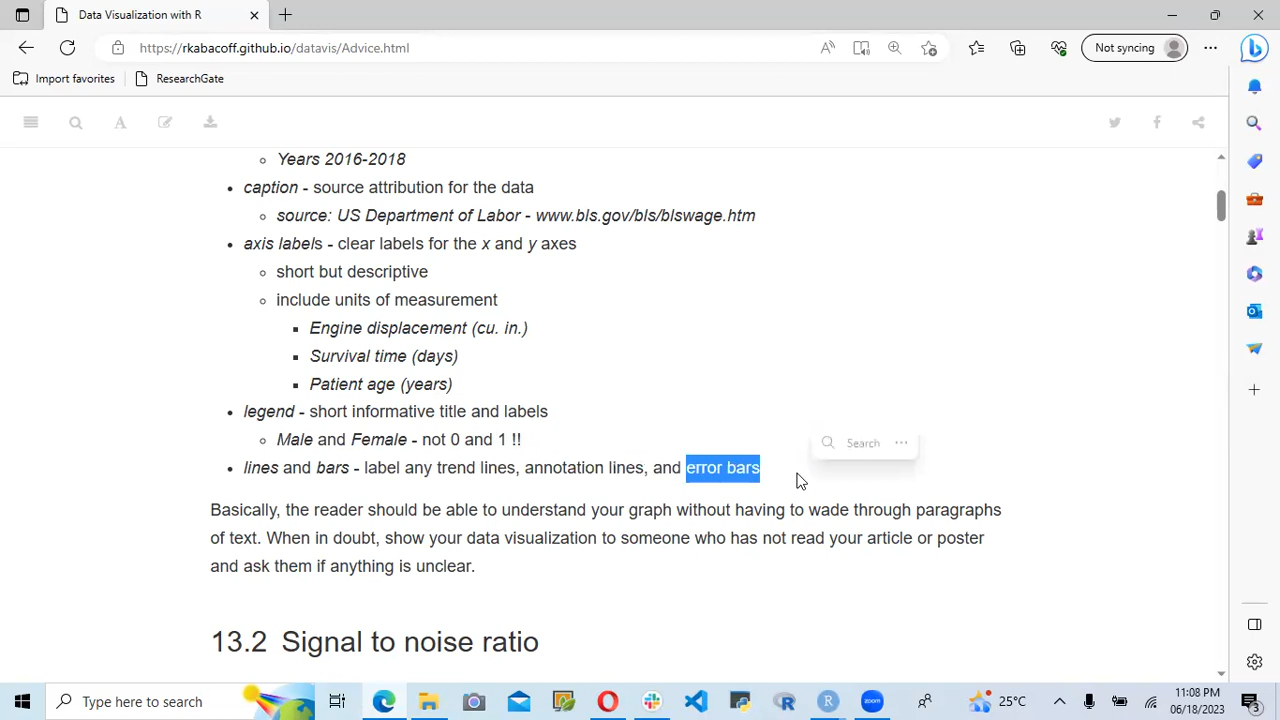 Data Visualization with R
https://rkabacoff.github.io/datavis/Advice.html
Not syncing
Import favorites
ResearchGate
Years 2016-2018
caption - source attribution for the data
source: US Department of Labor - www.bls.gov/bls/blswage.htm
axis labels - clear labels for the x and y axes
short but descriptive
include units of measurement
Engine displacement (cu. in.)
Survival time (days)
Patient age (years)
legend - short informative title and labels
Male and Female - not 0 and 1 !!
Search
lines and bars - label any trend lines, annotation lines, and error bars
Basically, the reader should be able to understand your graph without having to wade through paragraphs
of text. When in doubt, show your data visualization to someone who has not read your article or poster
and ask them if anything is unclear.
13.2 Signal to noise ratio
Type here to search
zoom
25°C
11:08 PM
06/18/2023
3